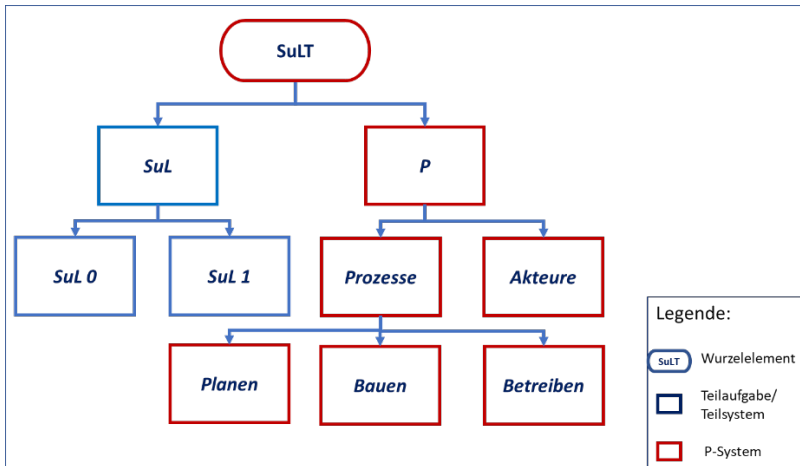 SuLT
SuL
P
SuL 0
SuL 1
Prozesse
Akteure
Planen
Bauen
Betreiben
Legende:
SuLT
Wurzelelement
Teilaufgabe/
Teilsystem
P-System